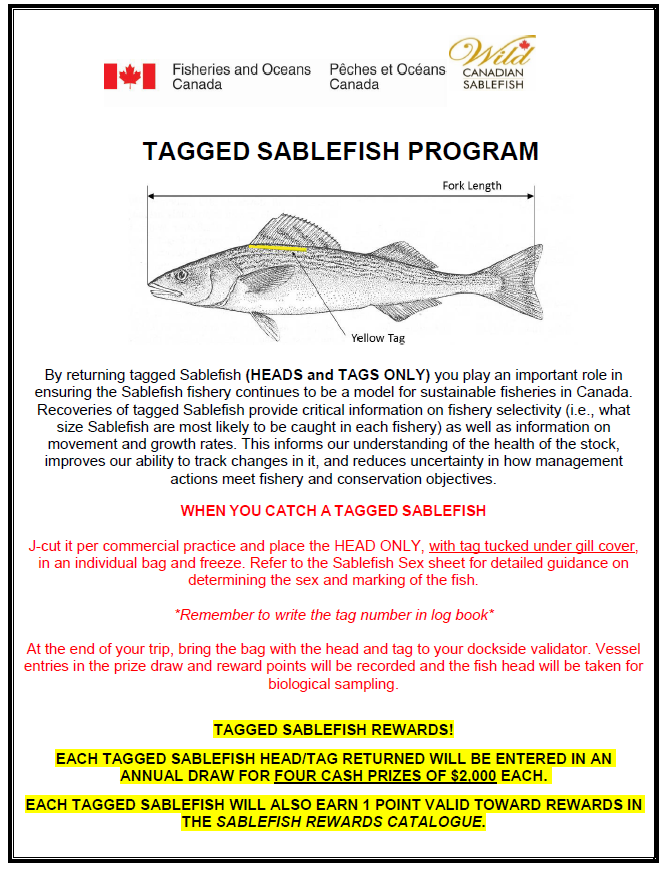 Fisheries and Oceans Canada
Pêches et Océans Canada
Wild
CANADIAN
SABLEFISH
TAGGED SABLEFISH PROGRAM
Fork Length
Yellow Tag
By returning tagged Sablefish (HEADS and TAGS ONLY) you play an important role in
ensuring the Sablefish fishery continues to be a model for sustainable fisheries in Canada.
Recoveries of tagged Sablefish provide critical information on fishery selectivity (i.e., what
size Sablefish are most likely to be caught in each fishery) as well as information on
movement and growth rates. This informs our understanding of the health of the stock,
improves our ability to track changes in it, and reduces uncertainty in how management
actions meet fishery and conservation objectives.
WHEN YOU CATCH A TAGGED SABLEFISH
J-cut it per commercial practice and place the HEAD ONLY, with tag tucked under gill cover,
in an individual bag and freeze. Refer to the Sablefish Sex sheet for detailed guidance on
determining the sex and marking of the fish.
*Remember to write the tag number in log book*
At the end of your trip, bring the bag with the head and tag to your dockside validator. Vessel
entries in the prize draw and reward points will be recorded and the fish head will be taken for
biological sampling.
TAGGED SABLEFISH REWARDS!
EACH TAGGED SABLEFISH HEAD/TAG RETURNED WILL BE ENTERED IN AN
ANNUAL DRAW FOR FOUR CASH PRIZES OF $2,000 EACH.
EACH TAGGED SABLEFISH WILL ALSO EARN 1 POINT VALID TOWARD REWARDS IN
THE SABLEFISH REWARDS CATALOGUE.